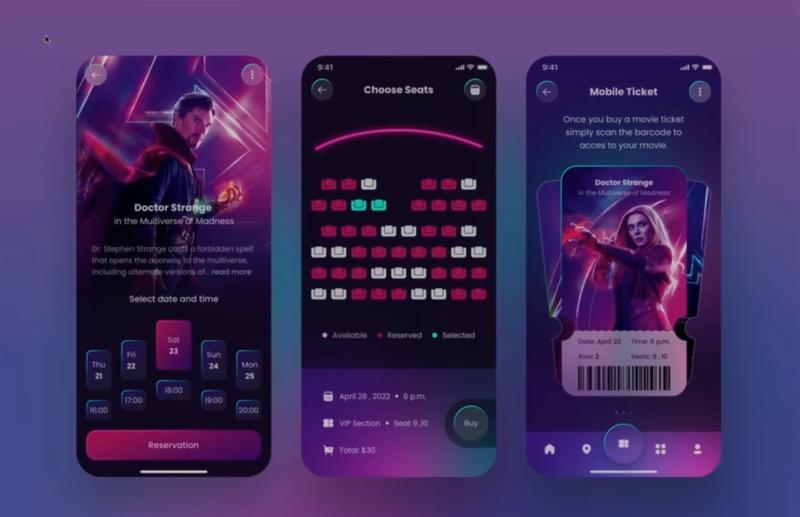 Doctor Strange
in the Multiverse of Madness
Dr. Stephen Strange casts a forbidden spell
that opens the doorway to the multiverse,
including alternate versions of... read more
Select date and time
Thu
21
Fri
22
Sat
23
Sun
24
Mon
25
16:00
17:00
18:00
19:00
20:00
Reservation
9:41
Choose Seats
Available
Reserved
Selected
April 28 , 2022 • 6 p.m.
VIP Section • Seat 9 ,10
Buy
Total: $30
9:41
Mobile Ticket
Once you buy a movie ticket
simply scan the barcode to
acces to your movie.
Doctor Strange
in the Multiverse of Madness
Date: April 23 Time: 6 p.m.
Row: 2 Seats: 9 , 10